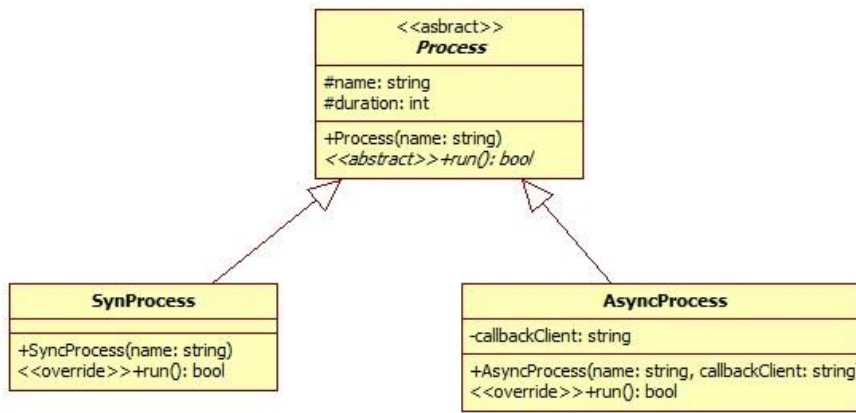 <<asbract>>
Process
#name: string
#duration: int
+Process(name: string)
<<abstract>>+run(): bool
SynProcess
+SyncProcess(name: string)
<<override>>+run(): bool
AsyncProcess
-callbackClient: string
+AsyncProcess(name: string, callbackClient: string)
<<override>>+run(): bool